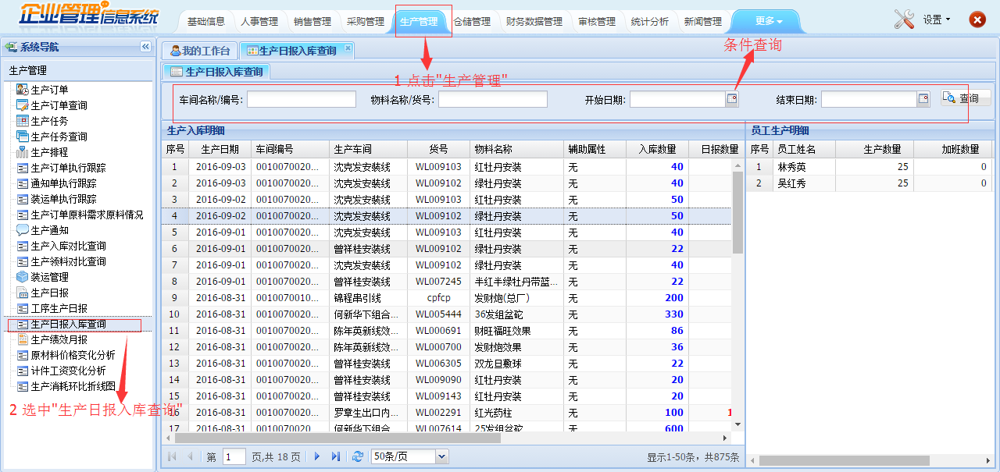 企业管理信息系统
基础信息 人事管理 销售管理 采购管理 生产管理 仓储管理 财务数据管理 审核管理 统计分析 新闻管理 更多 设置
系统导航
生产管理
生产订单
生产订单查询
生产任务
生产任务查询
生产排程
生产订单执行跟踪
通知单执行跟踪
装运单执行跟踪
生产订单原料需求原料情况
生产通知
生产入库对比查询
生产领料对比查询
装运管理
生产日报
工序生产日报
生产日报入库查询
生产绩效月报
原材料价格变化分析
计件工资变化分析
生产消耗环比折线图
2 选中"生产日报入库查询"
我的工作台 生产日报入库查询
生产日报入库查询
1 点击"生产管理"
条件查询
车间名称/编号: 物料名称/货号: 开始日期: 结束日期: 查询
生产入库明细
序号 生产日期 车间编号 生产车间 货号 物料名称 辅助属性 入库数量 日报数量
1 2016-09-03 0010070020... 沈克发安装线 WL009103 红牡丹安装 无 40
2 2016-09-03 0010070020... 沈克发安装线 WL009102 绿牡丹安装 无 40
3 2016-09-02 0010070020... 沈克发安装线 WL009103 红牡丹安装 无 50
4 2016-09-02 0010070020... 沈克发安装线 WL009102 绿牡丹安装 无 50
5 2016-09-01 0010070020... 沈克发安装线 WL009103 红牡丹安装 无 40
6 2016-09-01 0010070020... 曾祥桂安装线 WL009102 绿牡丹安装 无 22
7 2016-09-01 0010070020... 沈克发安装线 WL009102 绿牡丹安装 无 40
8 2016-09-01 0010070020... 曾祥桂安装线 WL007245 半红半绿牡丹带蓝... 无 22
9 2016-08-31 0010070010... 锦程串引线 cpfcp 发财炮(总厂) 无 200
10 2016-08-31 0010070020... 何新华下组合... WL005444 36发组盆砣 无 330
11 2016-08-31 0010070020... 陈年英新线效... WL000691 财旺福旺效果 无 86
12 2016-08-31 0010070020... 陈年英新线效... WL000700 发财炮效果 无 36
13 2016-08-31 0010070020... 曾祥桂安装线 WL006305 双龙旦敷球 无 22
14 2016-08-31 0010070020... 曾祥桂安装线 WL009090 红牡丹安装 无 20
15 2016-08-31 0010070020... 曾祥桂安装线 WL009143 红牡丹安装 无 20
16 2016-08-31 0010070020... 罗章生出口内... WL002291 红光药柱 无 100 1
17 2016-08-31 0010070020... 何新华下组合... WL007614 25发组盆砣 无 600
第 1 页,共 18 页 50条/页 显示1-50条，共875条
员工生产明细
序号 员工姓名 生产数量 加班数量
1 林秀英 25 0
2 吴红秀 25 0